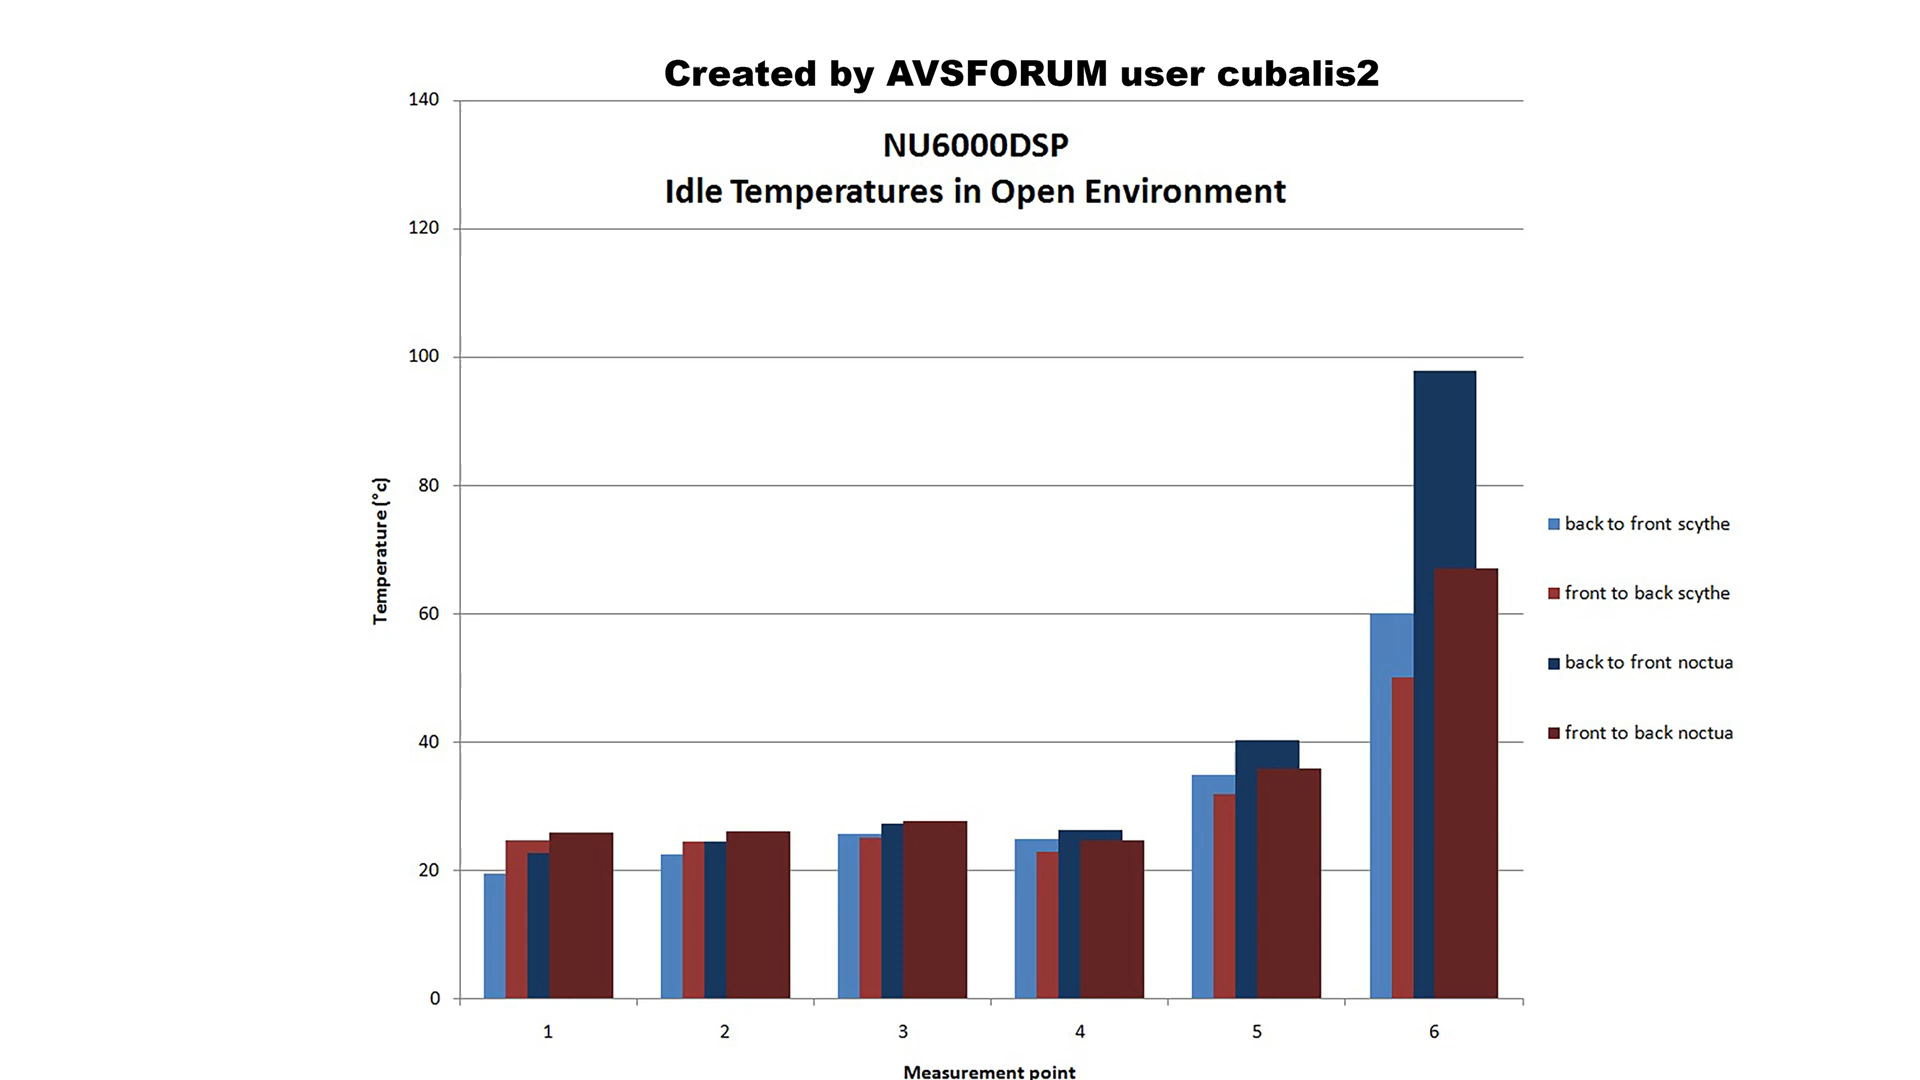 Created by AVSFORUM user cubalis2
NU6000DSP
Idle Temperatures in Open Environment
140
120
100
80
60
40
20
0
Temperature (°c)
1 2 3 4 5 6
Measurement point
back to front scythe
front to back scythe
back to front noctua
front to back noctua